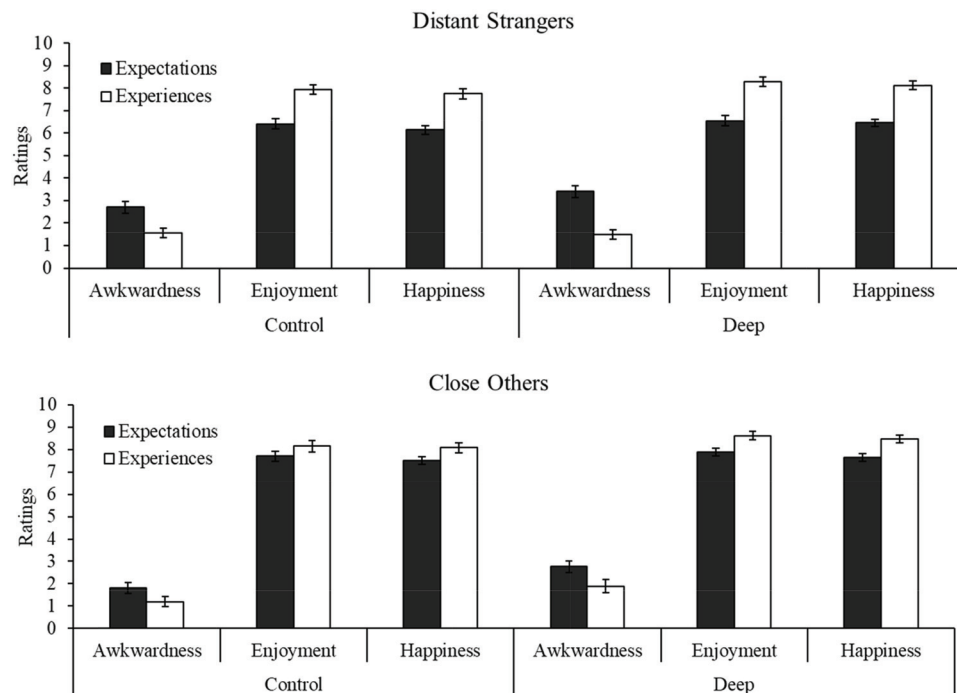 Distant Strangers
10
9
8
7
6
5
4
3
2
1
0
Ratings
Expectations
Experiences
Awkwardness Enjoyment Happiness Awkwardness Enjoyment Happiness
Control Deep
Close Others
10
9
8
7
6
5
4
3
2
1
0
Ratings
Expectations
Experiences
Awkwardness Enjoyment Happiness Awkwardness Enjoyment Happiness
Control Deep